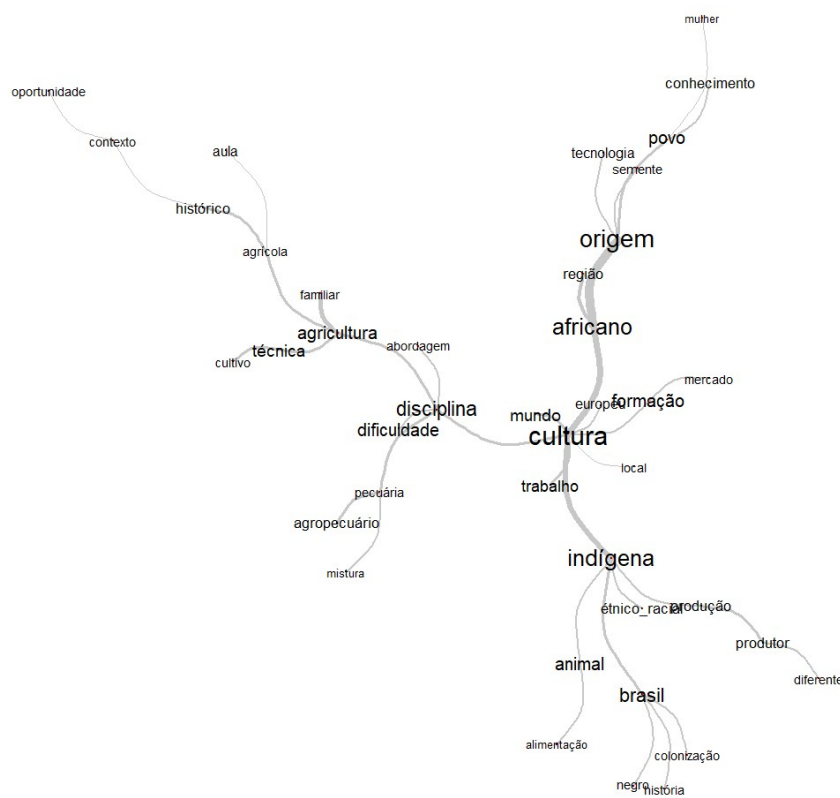 mulher
conhecimento
oportunidade
povo
contexto
aula
tecnologia
semente
histórico
origem
agrícola
região
familiar
africano
agricultura
abordagem
técnica
cultivo
mercado
europeu
formação
disciplina
mundo
dificuldade
cultura
local
trabalho
pecuária
agropecuário
indígena
mistura
étnico_racial
produção
produtor
animal
diferente
brasil
alimentação
colonização
negro
história